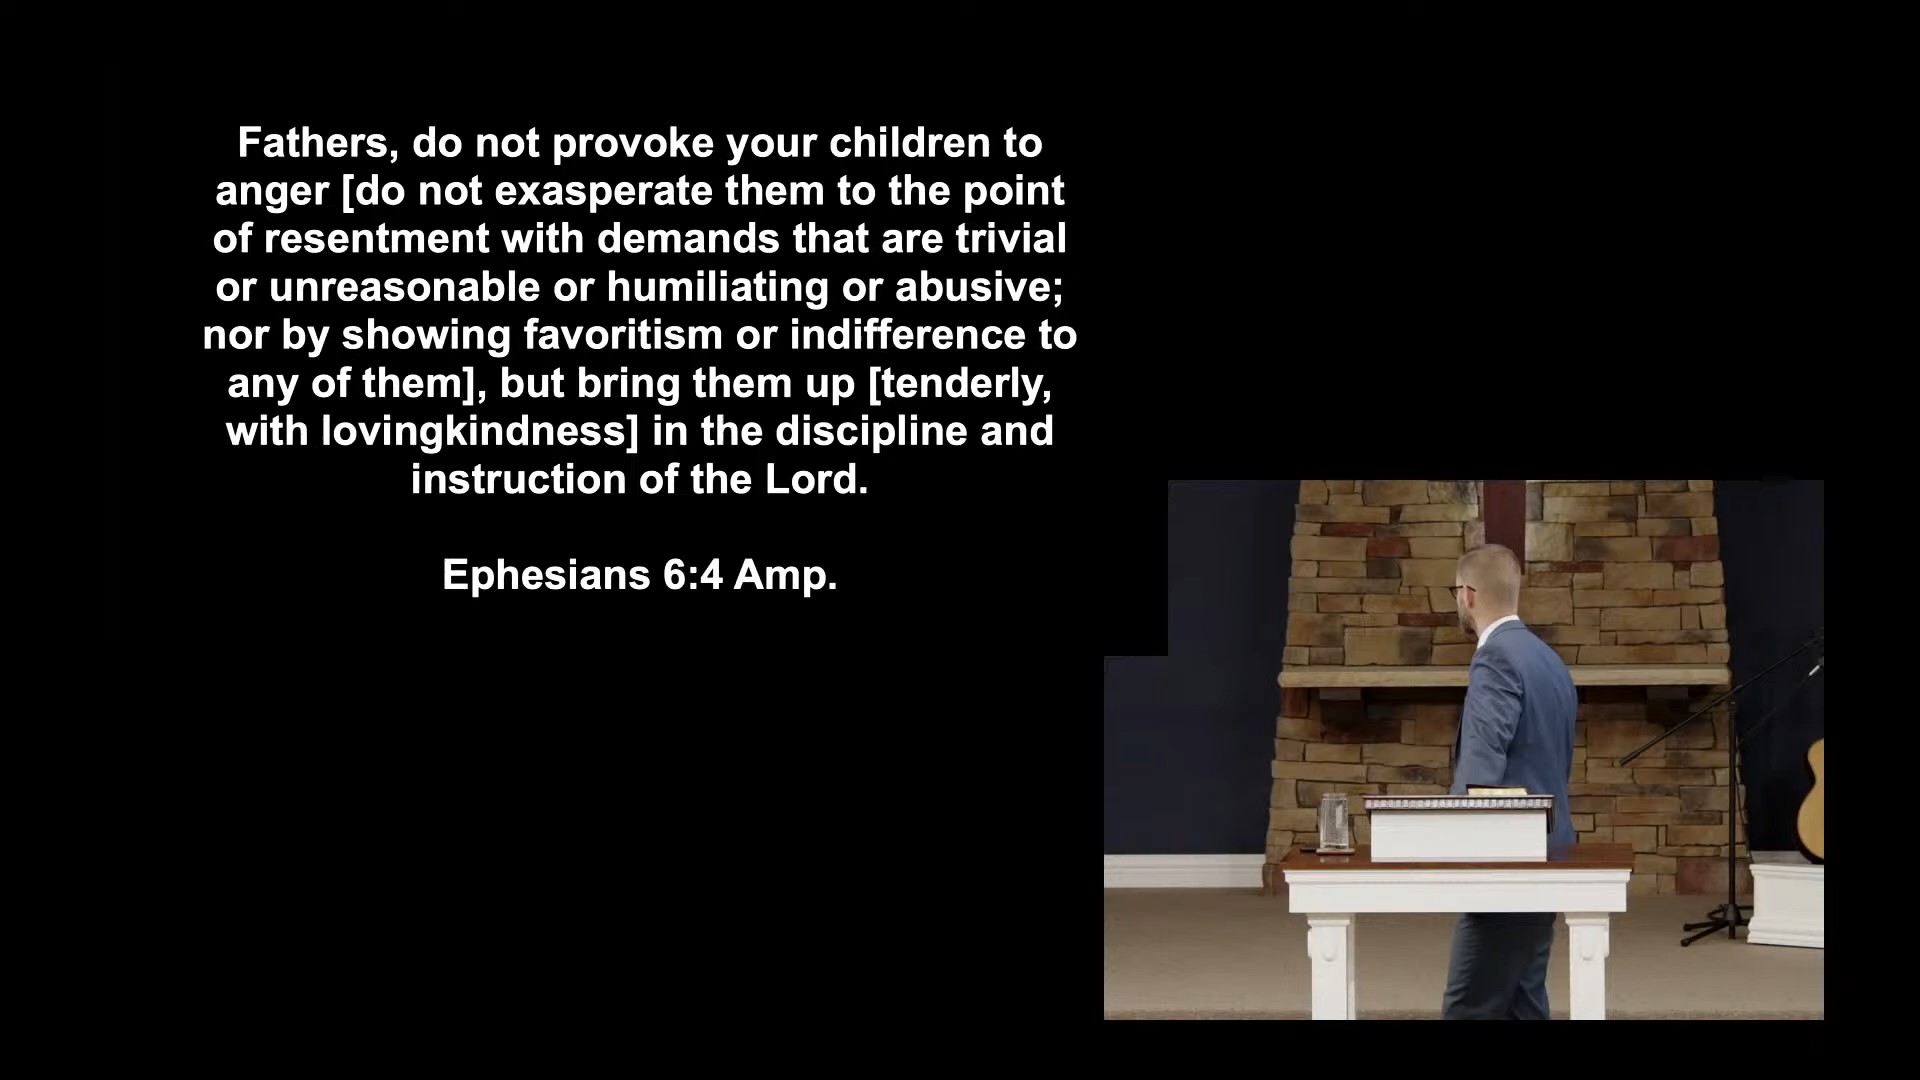 Fathers, do not provoke your children to
anger [do not exasperate them to the point
of resentment with demands that are trivial
or unreasonable or humiliating or abusive;
nor by showing favoritism or indifference to
any of them], but bring them up [tenderly,
with lovingkindness] in the discipline and
instruction of the Lord.
Ephesians 6:4 Amp.